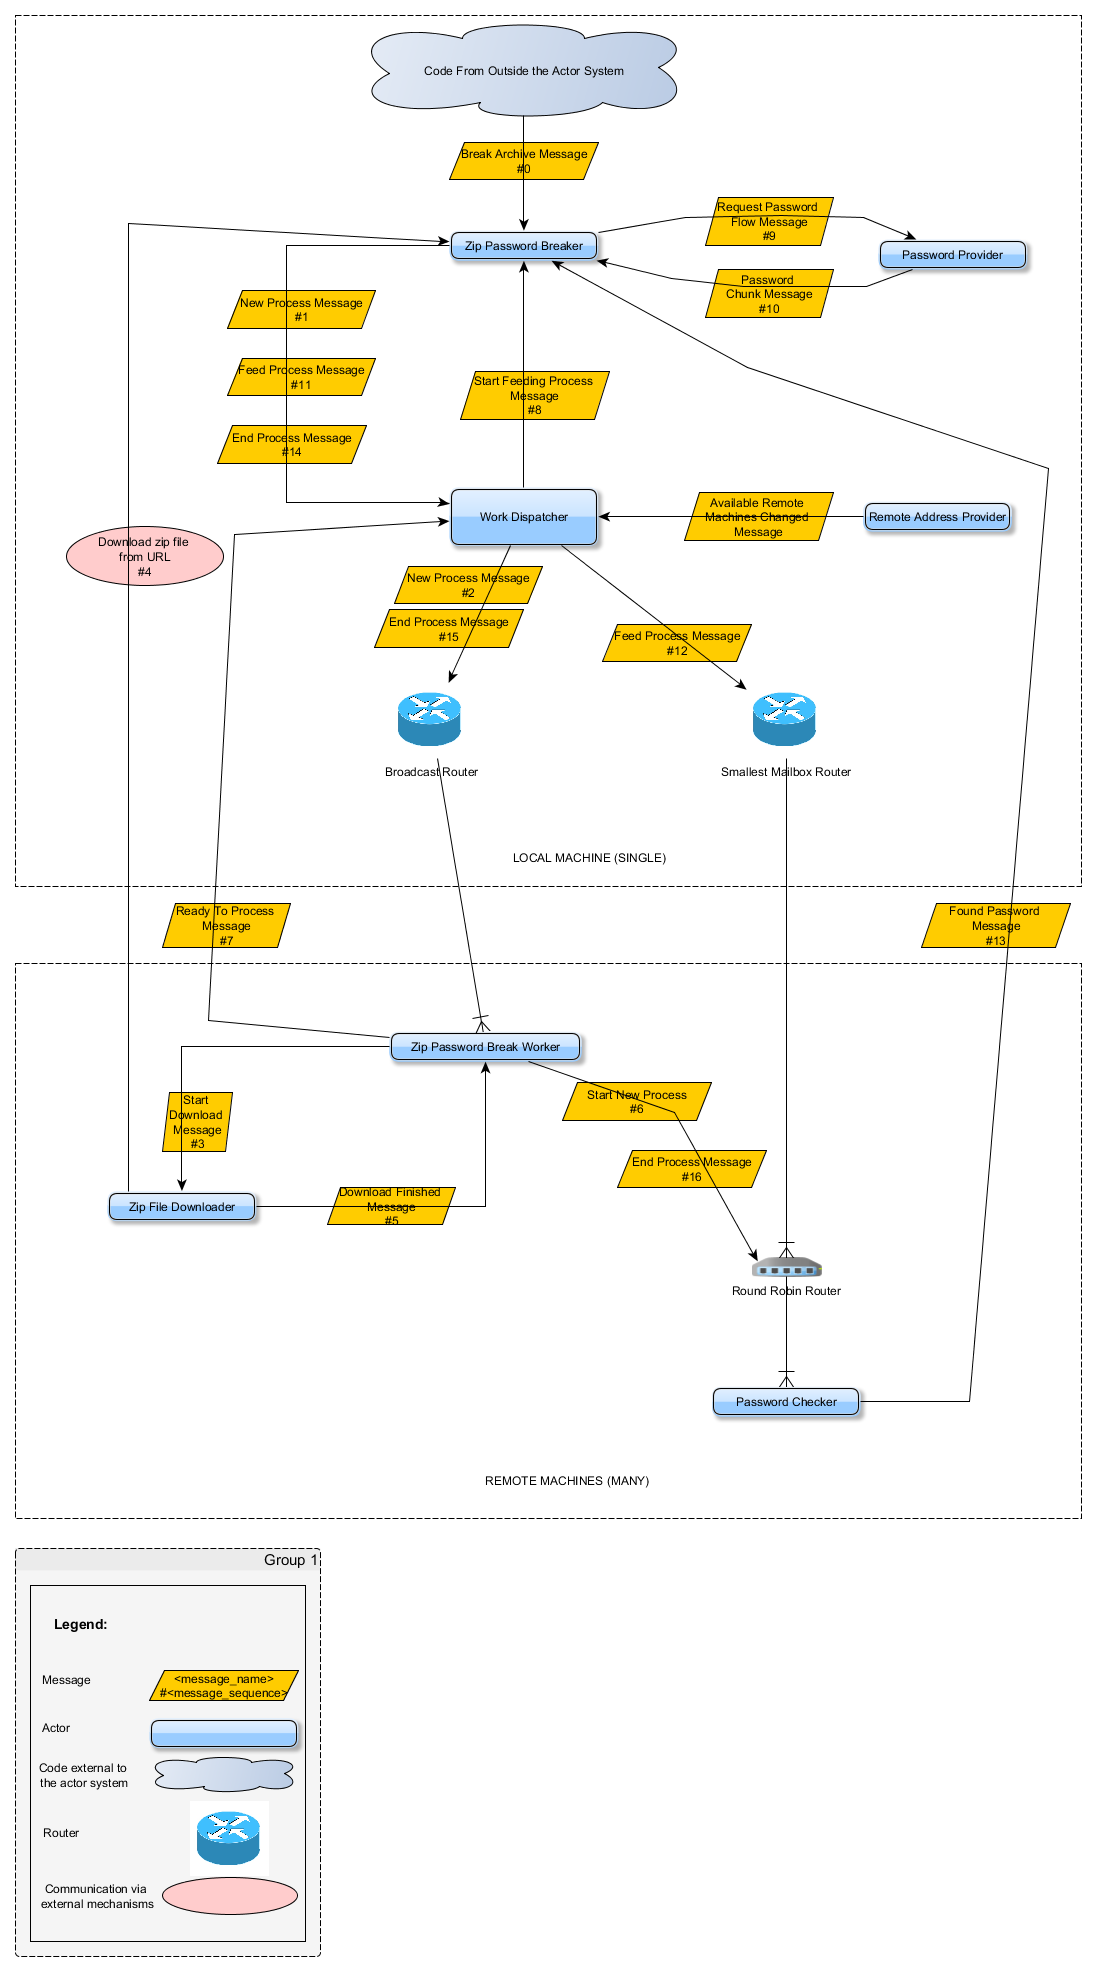 Code From Outside the Actor System
Break Archive Message
#0
Request Password
Flow Message
#9
Zip Password Breaker
Password Provider
Password
Chunk Message
#10
New Process Message
#1
Feed Process Message
#11
Start Feeding Process
Message
#8
End Process Message
#14
Work Dispatcher
Available Remote
Machines Changed
Message
Remote Address Provider
Download zip file
from URL
#4
New Process Message
#2
End Process Message
#15
Feed Process Message
#12
Broadcast Router
Smallest Mailbox Router
LOCAL MACHINE (SINGLE)
Ready To Process
Message
#7
Found Password
Message
#13
Zip Password Break Worker
Start New Process
#6
Start
Download
Message
#3
End Process Message
#16
Download Finished
Message
#5
Zip File Downloader
Round Robin Router
Password Checker
REMOTE MACHINES (MANY)
Group 1
Legend:
Message
<message_name>
#<message_sequence>
Actor
Code external to
the actor system
Router
Communication via
external mechanisms